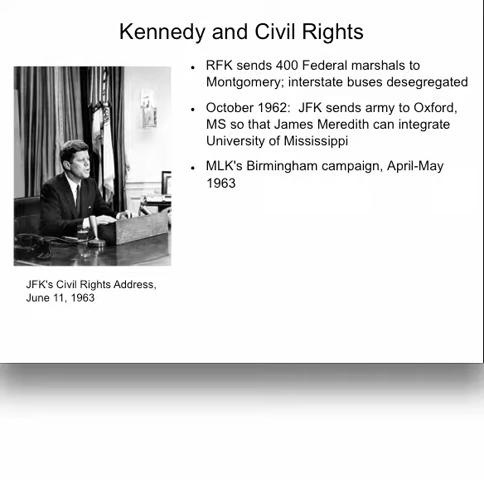 Kennedy and Civil Rights
• RFK sends 400 Federal marshals to
Montgomery; interstate buses desegregated
• October 1962:  JFK sends army to Oxford,
MS so that James Meredith can integrate
University of Mississippi
• MLK's Birmingham campaign, April-May
1963
JFK's Civil Rights Address,
June 11, 1963